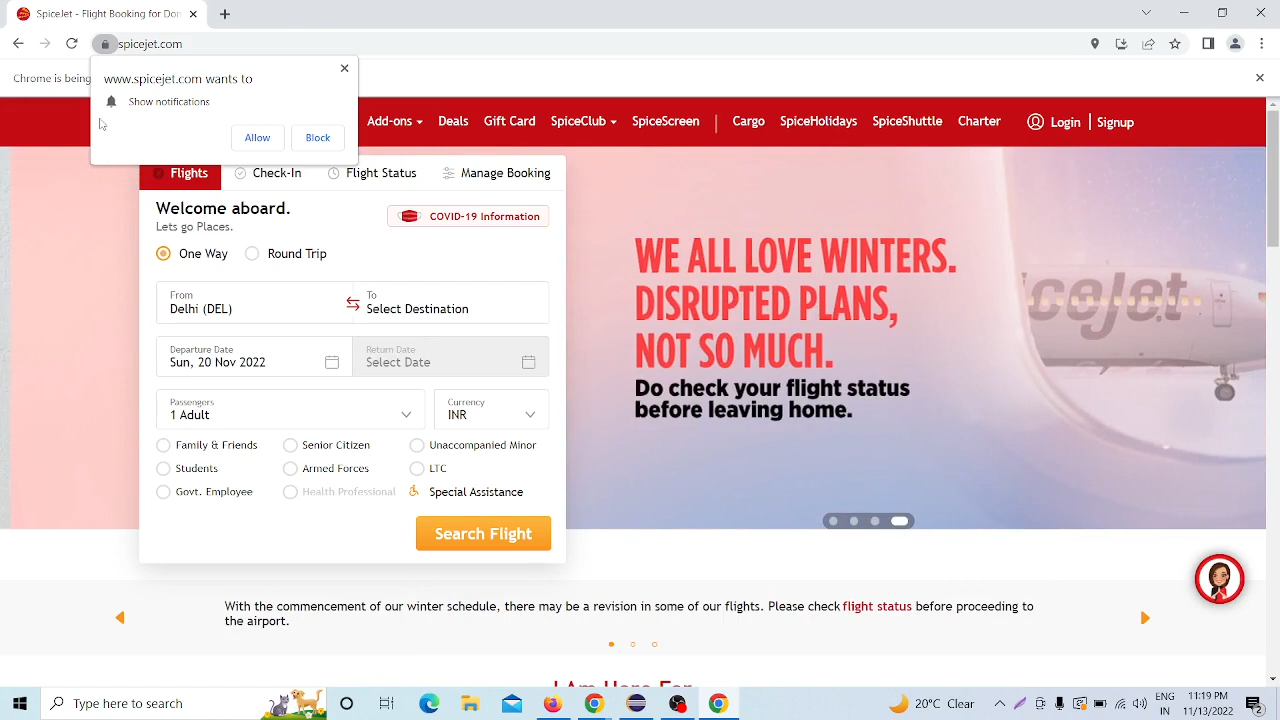 SpiceJet - Flight Booking for Dom
spicejet.com
Chrome is being
www.spicejet.com wants to
Show notifications
Allow
Block
Add-ons
Deals
Gift Card
SpiceClub
SpiceScreen
Cargo
SpiceHolidays
SpiceShuttle
Charter
Login
Signup
Flights
Check-In
Flight Status
Manage Booking
Welcome aboard.
Lets go Places.
COVID-19 Information
One Way
Round Trip
From
Delhi (DEL)
To
Select Destination
Departure Date
Sun, 20 Nov 2022
Return Date
Select Date
Passengers
1 Adult
Currency
INR
Family & Friends
Senior Citizen
Unaccompanied Minor
Students
Armed Forces
LTC
Govt. Employee
Health Professional
Special Assistance
Search Flight
WE ALL LOVE WINTERS.
DISRUPTED PLANS,
NOT SO MUCH.
Do check your flight status
before leaving home.
iceJet
With the commencement of our winter schedule, there may be a revision in some of our flights. Please check flight status before proceeding to
the airport.
I Am Here For
Type here to search
20°C Clear
ENG
IN
11:19 PM
11/13/2022
2